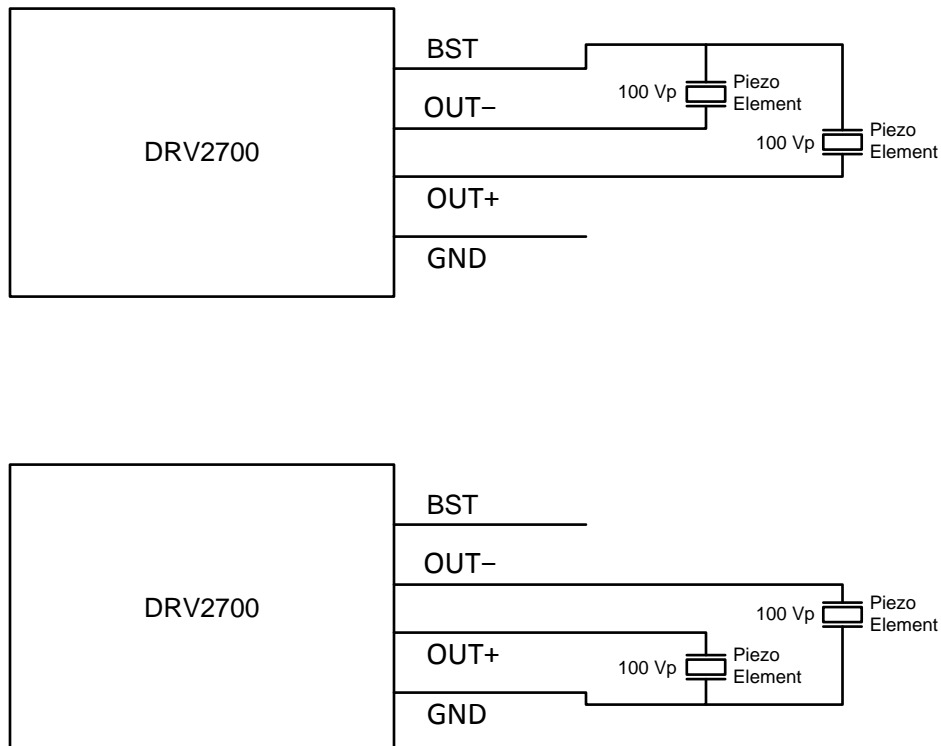 BST
100 Vp
Piezo
Element
OUT−
DRV2700
100 Vp
Piezo
Element
OUT+
GND
BST
OUT−
DRV2700
100 Vp
Piezo
Element
OUT+
100 Vp
Piezo
Element
GND